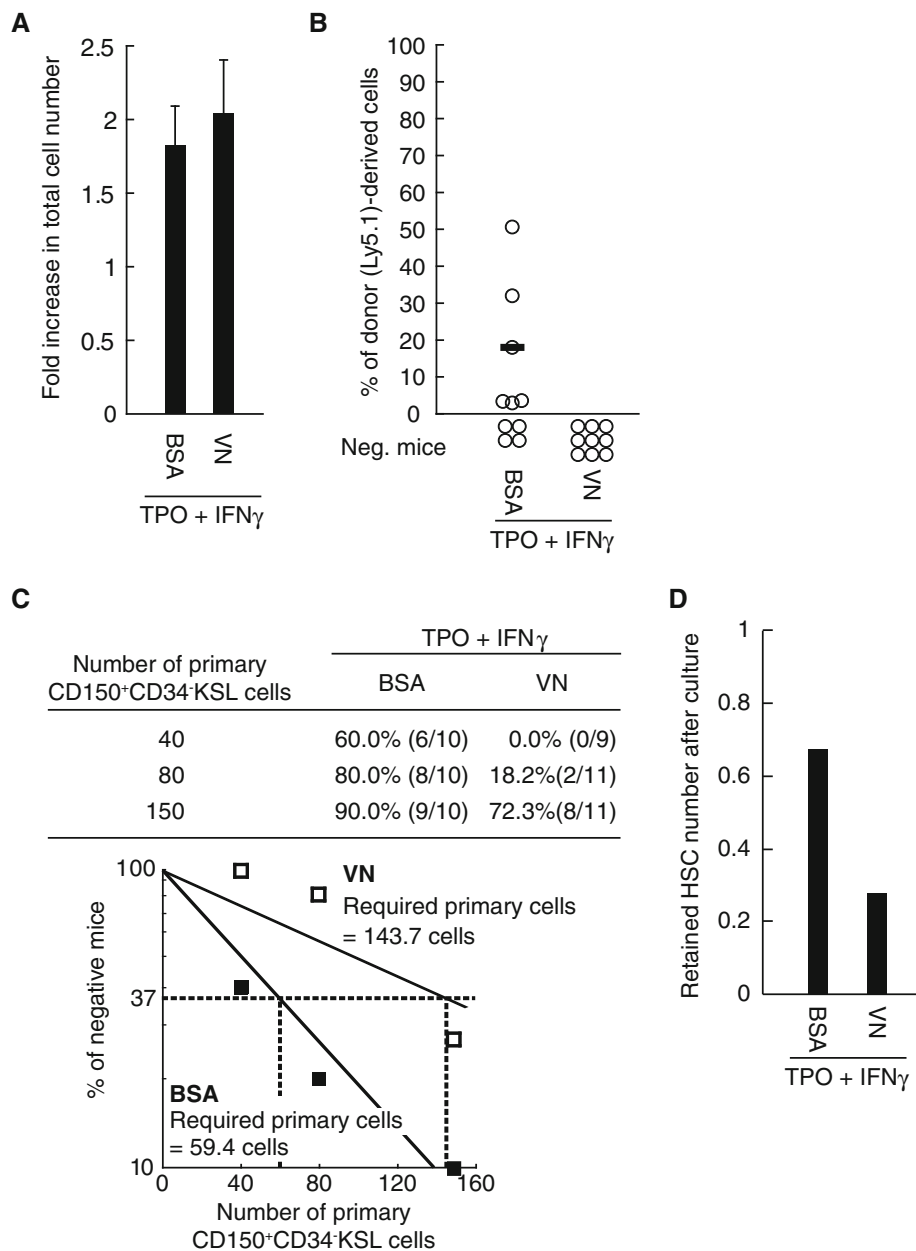 A
Fold increase in total cell number
2.5
2
1.5
1
0.5
0
BSA
VN
TPO + IFNγ
B
% of donor (Ly5.1)-derived cells
100
90
80
70
60
50
40
30
20
10
0
Neg. mice
BSA
VN
TPO + IFNγ
C
TPO + IFNγ
Number of primary
CD150⁺CD34⁻KSL cells
BSA VN
40 60.0% (6/10) 0.0% (0/9)
80 80.0% (8/10) 18.2%(2/11)
150 90.0% (9/10) 72.3%(8/11)
% of negative mice
100
37
10
VN
Required primary cells
= 143.7 cells
BSA
Required primary cells
= 59.4 cells
0 40 80 120 160
Number of primary
CD150⁺CD34⁻KSL cells
D
Retained HSC number after culture
1
0.8
0.6
0.4
0.2
0
BSA
VN
TPO + IFNγ